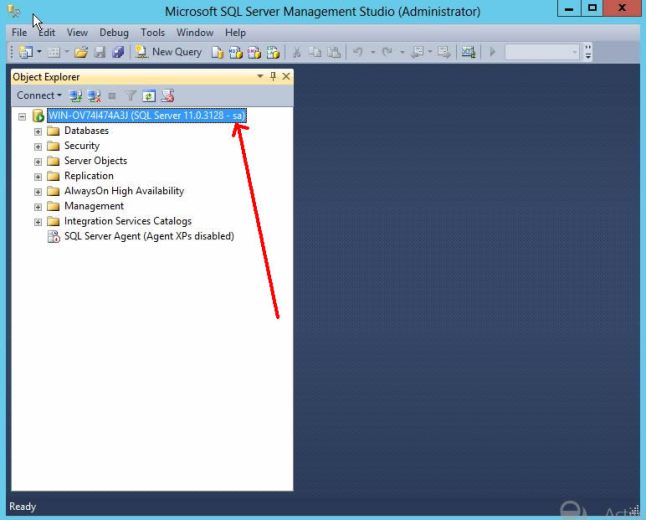 Microsoft SQL Server Management Studio (Administrator)
File Edit View Debug Tools Window Help
New Query
Object Explorer
Connect
WIN-OV74I474A3J (SQL Server 11.0.3128 - sa)
Databases
Security
Server Objects
Replication
AlwaysOn High Availability
Management
Integration Services Catalogs
SQL Server Agent (Agent XPs disabled)
Ready